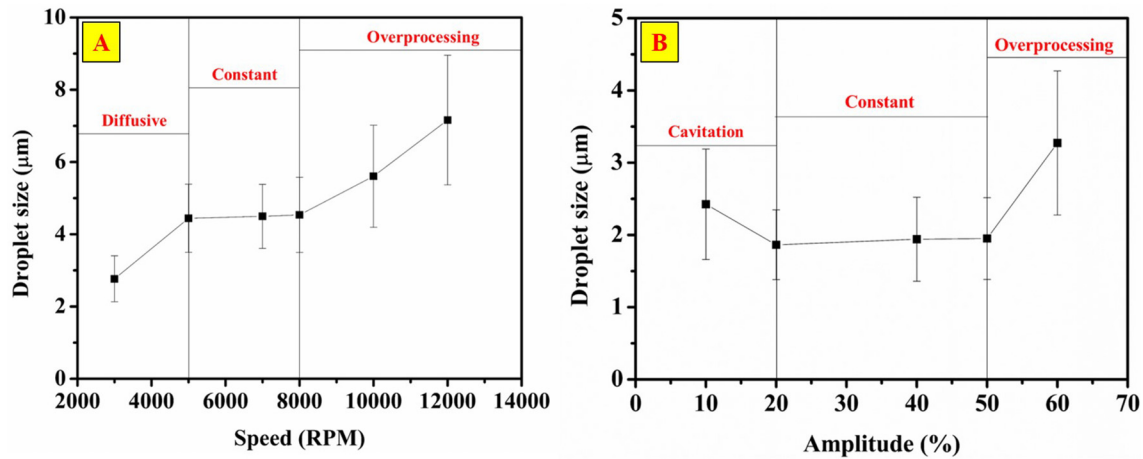 A
Overprocessing
Constant
Diffusive
10
8
6
4
2
0
Droplet size (μm)
2000 4000 6000 8000 10000 12000 14000
Speed (RPM)
B
Overprocessing
Constant
Cavitation
5
4
3
2
1
0
Droplet size (μm)
0 10 20 30 40 50 60 70
Amplitude (%)